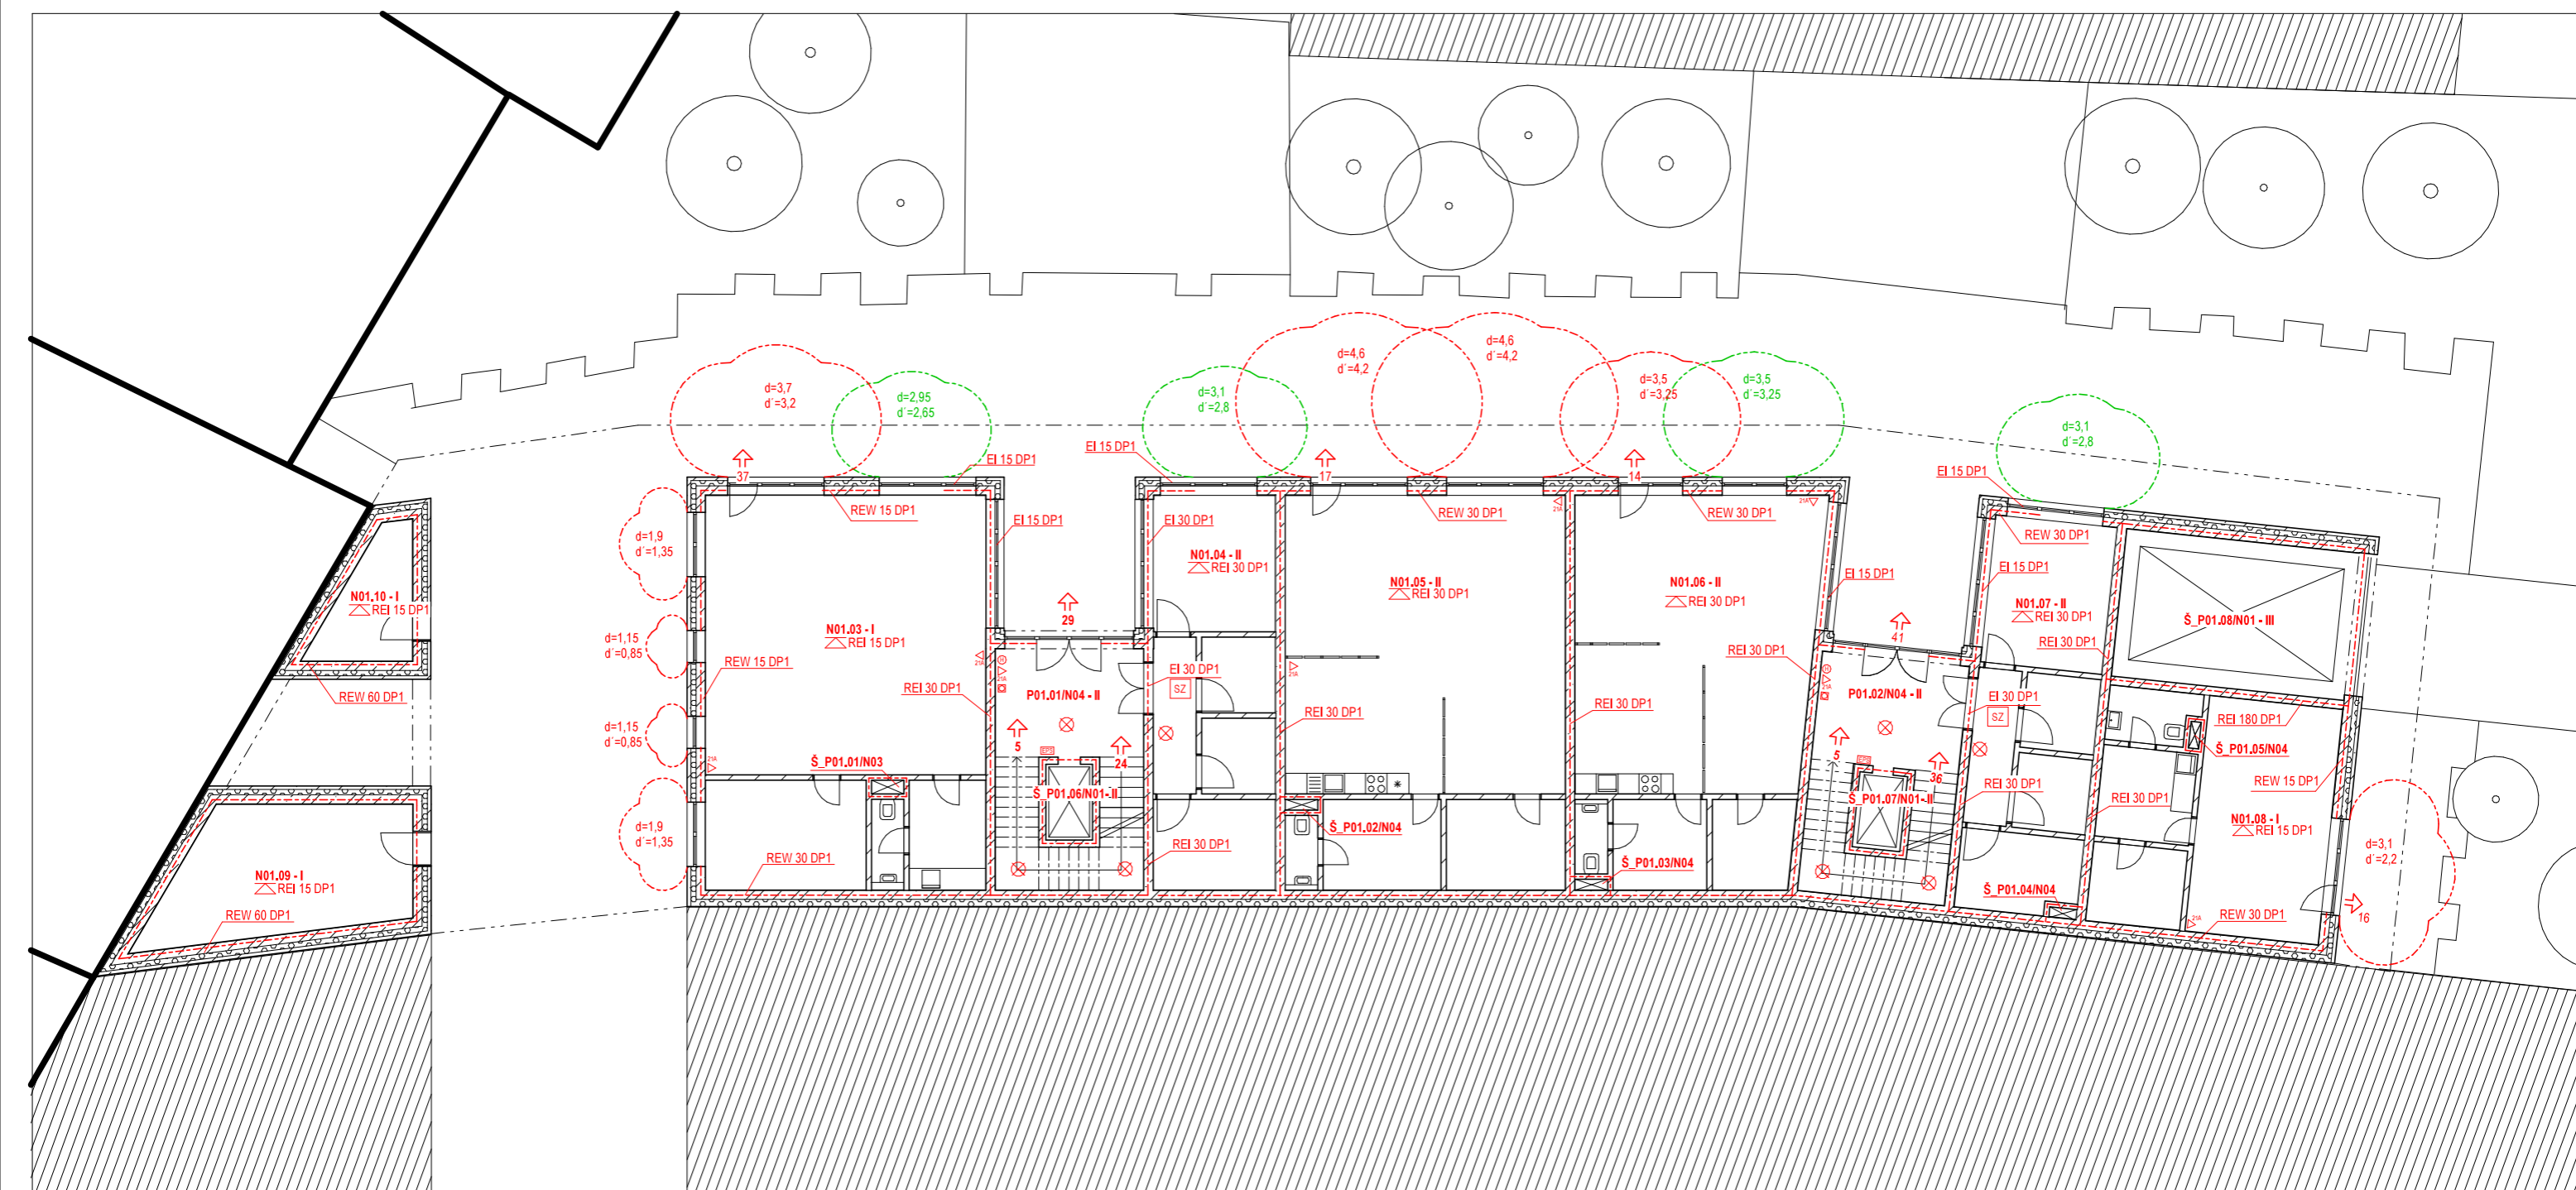 d=4,6
d´=4,2
d=4,6
d´=4,2
d=3,7
d´=3,2
d=2,95
d´=2,65
d=3,1
d´=2,8
d=3,5
d´=3,25
d=3,5
d´=3,25
d=3,1
d´=2,8
EI 15 DP1
EI 15 DP1
EI 15 DP1
37
17
14
REW 15 DP1
EI 15 DP1
EI 30 DP1
REW 30 DP1
REW 30 DP1
REW 30 DP1
21A
21A
d=1,9
d´=1,35
N01.04 - II
REI 30 DP1
N01.05 - II
REI 30 DP1
N01.06 - II
REI 30 DP1
EI 15 DP1
EI 15 DP1
N01.07 - II
REI 30 DP1
N01.10 - I
REI 15 DP1
Š_P01.08/N01 - III
29
41
N01.03 - I
REI 15 DP1
d=1,15
d´=0,85
REI 30 DP1
REI 30 DP1
REW 15 DP1
21A
H
21A
EI 30 DP1
SZ
21A
H
21A
REW 60 DP1
REI 30 DP1
P01.01/N04 - II
P01.02/N04 - II
EI 30 DP1
SZ
REI 30 DP1
REI 30 DP1
REI 180 DP1
d=1,15
d´=0,85
5
EPS
24
5
EPS
36
Š_P01.05/N04
21A
Š_P01.01/N03
Š_P01.06/N01-II
Š_P01.07/N01-II
REI 30 DP1
REI 30 DP1
REW 15 DP1
d=1,9
d´=1,35
Š_P01.02/N04
N01.08 - I
REI 15 DP1
REW 30 DP1
REI 30 DP1
Š_P01.03/N04
d=3,1
d´=2,2
N01.09 - I
REI 15 DP1
Š_P01.04/N04
REW 60 DP1
21A
REW 30 DP1
16